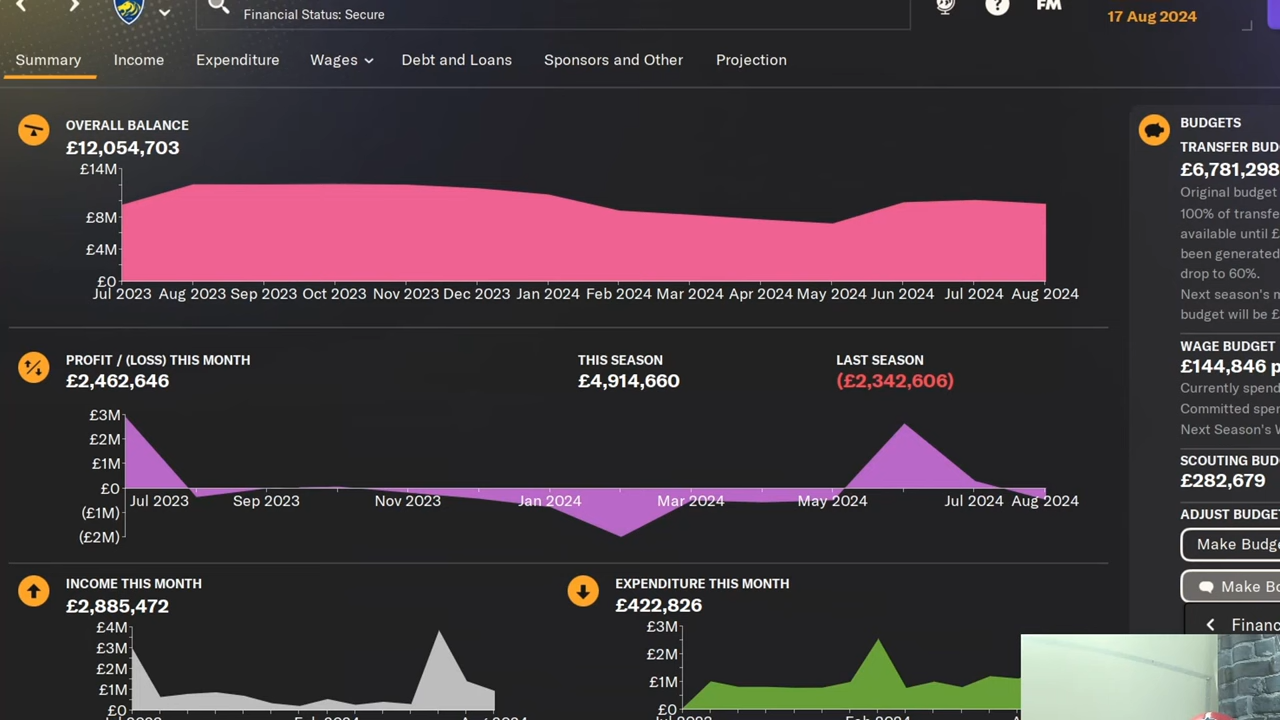 Financial Status: Secure
FM
17 Aug 2024
Summary Income Expenditure Wages Debt and Loans Sponsors and Other Projection
OVERALL BALANCE
£12,054,703
£14M
£8M
£4M
£0
Jul 2023 Aug 2023 Sep 2023 Oct 2023 Nov 2023 Dec 2023 Jan 2024 Feb 2024 Mar 2024 Apr 2024 May 2024 Jun 2024 Jul 2024 Aug 2024
PROFIT / (LOSS) THIS MONTH
£2,462,646
THIS SEASON
£4,914,660
LAST SEASON
(£2,342,606)
£3M
£2M
£1M
£0
(£1M)
(£2M)
Jul 2023 Sep 2023 Nov 2023 Jan 2024 Mar 2024 May 2024 Jul 2024 Aug 2024
INCOME THIS MONTH
£2,885,472
£4M
£3M
£2M
£1M
£0
EXPENDITURE THIS MONTH
£422,826
£3M
£2M
£1M
£0
BUDGETS
TRANSFER BUD
£6,781,298
Original budget
100% of transfe
available until £
been generated
drop to 60%.
Next season's
budget will be £
WAGE BUDGET
£144,846 p
Currently spend
Committed spe
Next Season's
SCOUTING BUD
£282,679
ADJUST BUDGE
Make Budg
Make Bo
Financ